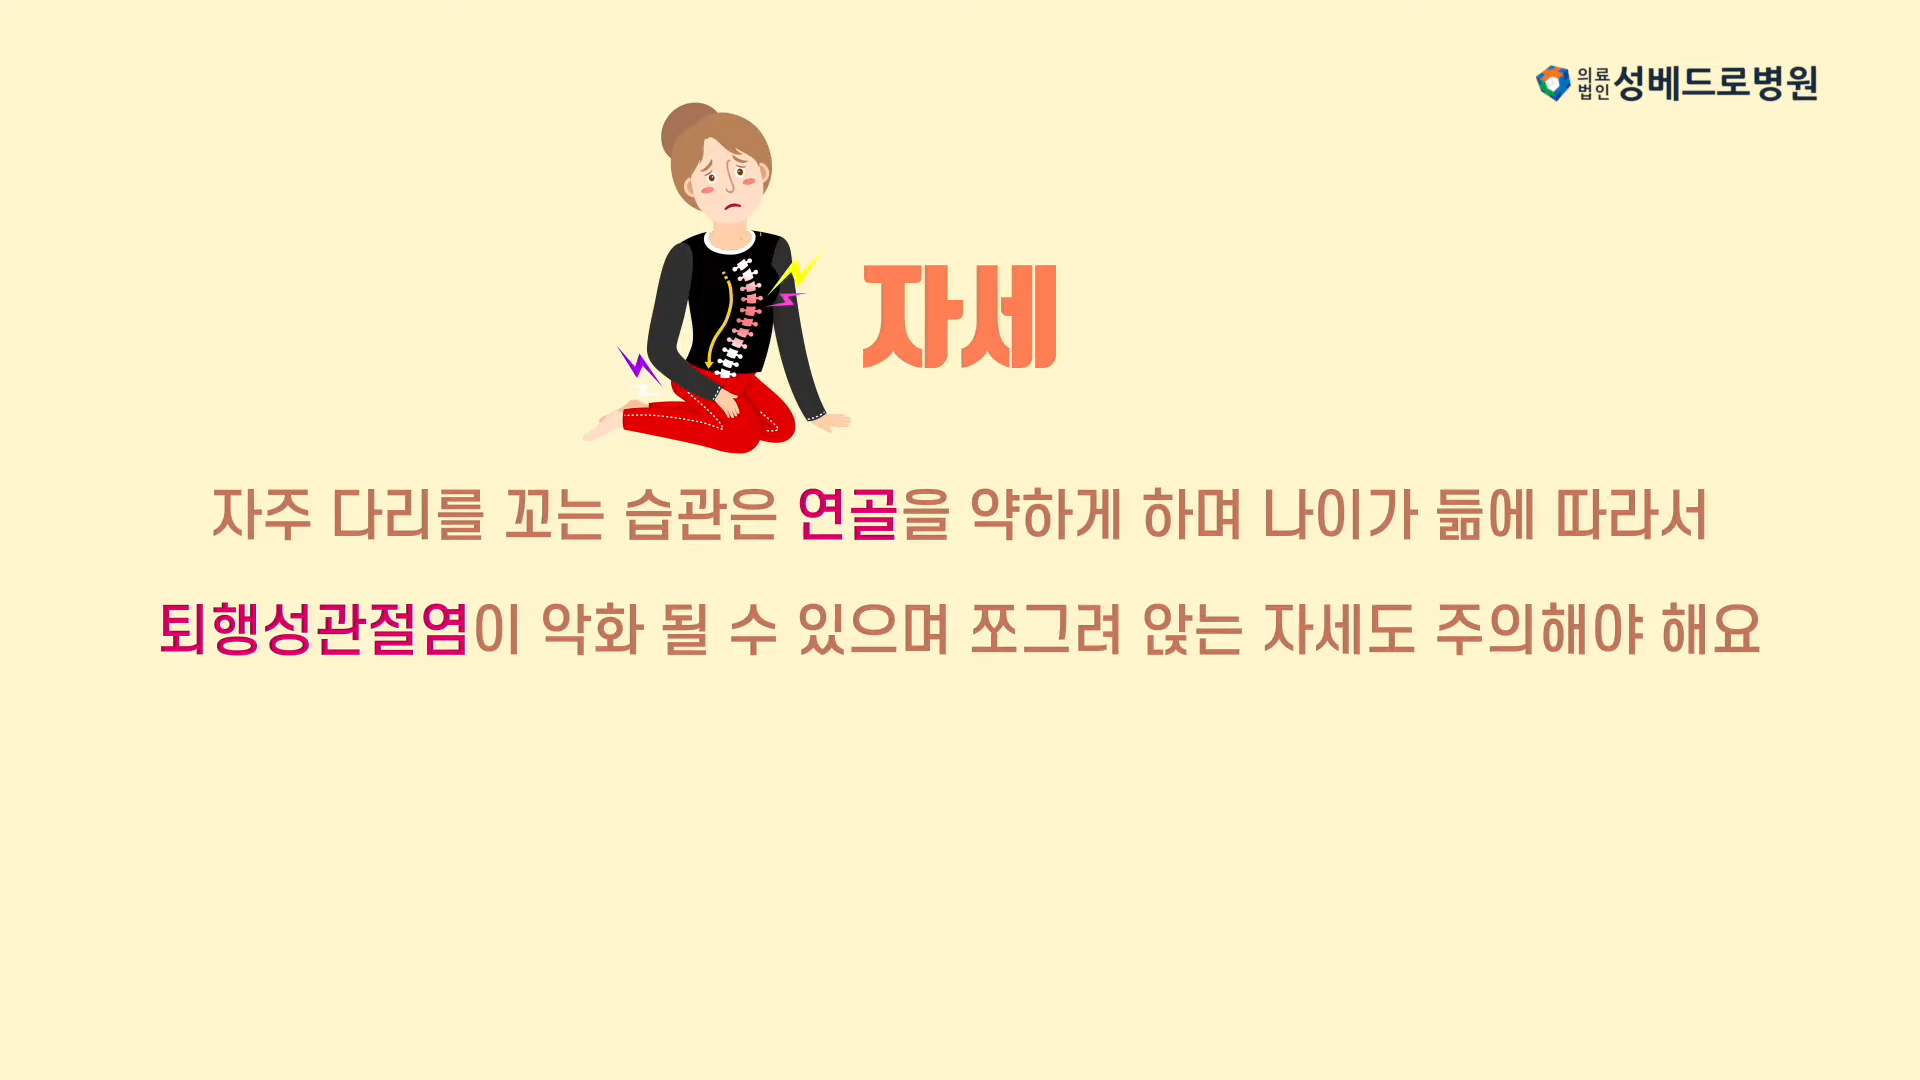 의료
법인 성베드로병원
자세
자주 다리를 꼬는 습관은 연골을 약하게 하며 나이가 듦에 따라서
퇴행성관절염이 악화 될 수 있으며 쪼그려 앉는 자세도 주의해야 해요